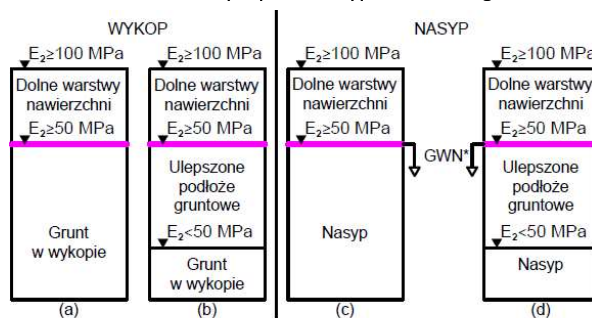 WYKOP
NASYP
E₂≥100 MPa
Dolne warstwy
nawierzchni
E₂≥50 MPa
Grunt
w wykopie
(a)
E₂≥100 MPa
Dolne warstwy
nawierzchni
E₂≥50 MPa
Ulepszone
podłoże
gruntowe
E₂<50 MPa
Grunt
w wykopie
(b)
E₂≥100 MPa
Dolne warstwy
nawierzchni
E₂≥50 MPa
Nasyp
(c)
GWN*
E₂≥100 MPa
Dolne warstwy
nawierzchni
E₂≥50 MPa
Ulepszone
podłoże
gruntowe
E₂<50 MPa
Nasyp
(d)